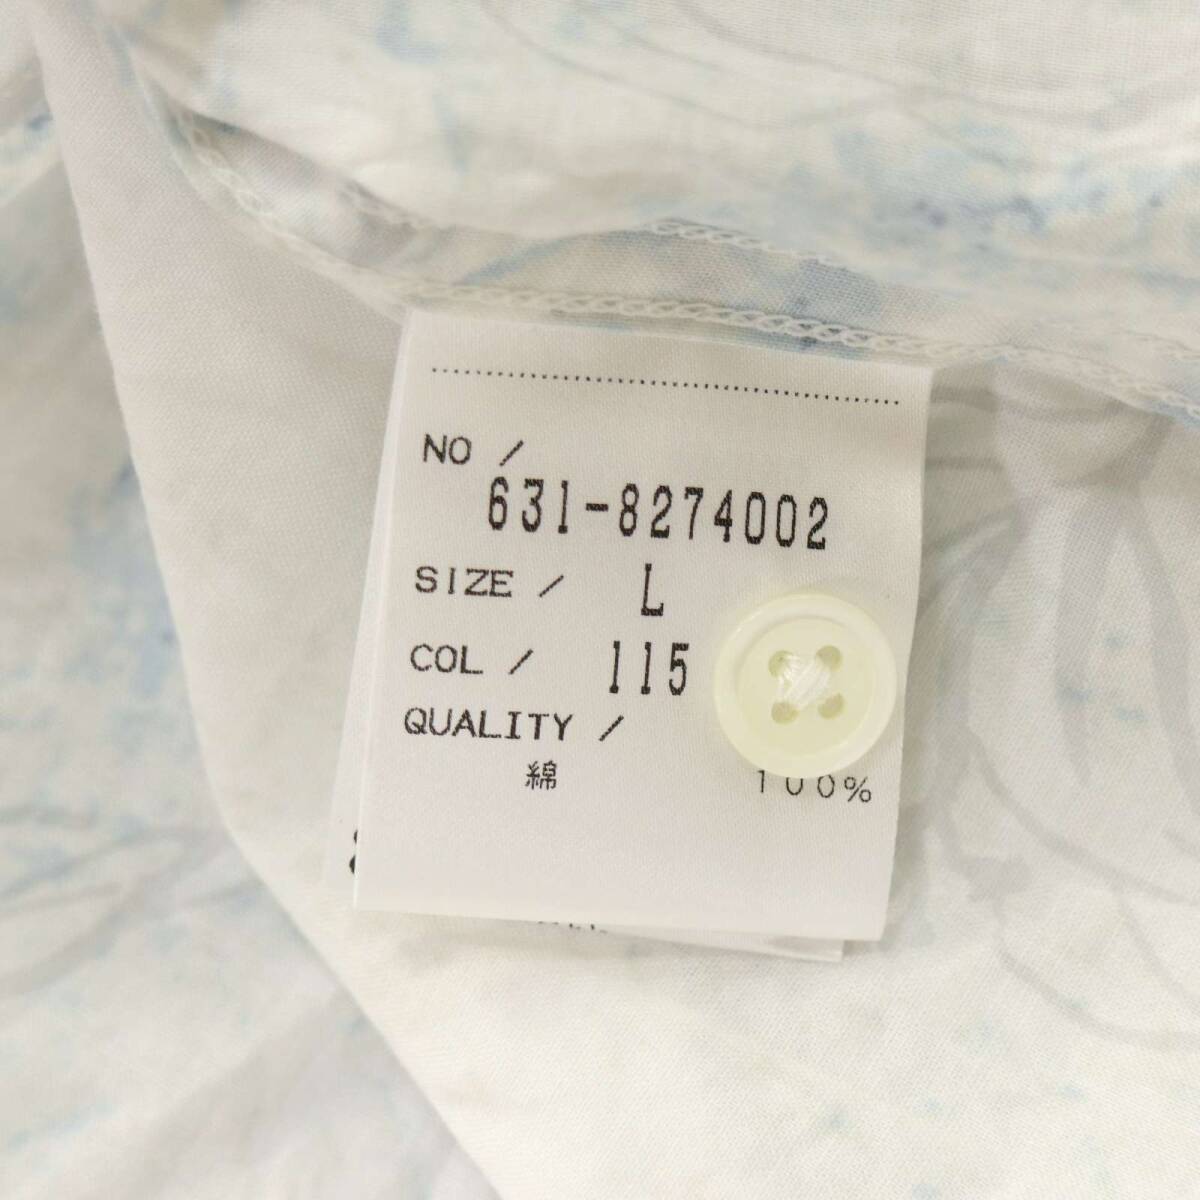 NO /
631-8274002
SIZE / L
COL / 115
QUALITY /
綿 100%